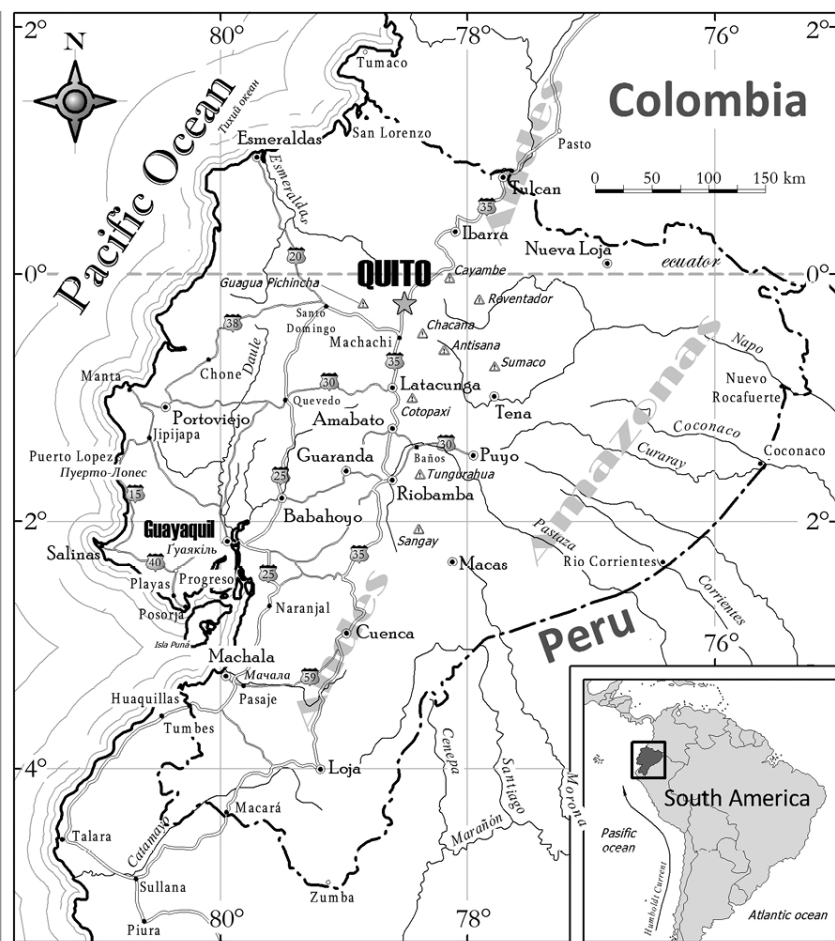 2°
80°
78°
76°
2°
N
Tumaco
Colombia
Pacific Ocean
Тихий океан
San Lorenzo
Andes
Pasto
Esmeraldas
Esmeraldas
0 50 100 150 km
Tulcan
35
Ibarra
Nueva Loja
20
QUITO
ecuator
0°
0°
Cayambe
Guagua Pichincha
Reventador
Santo
Domingo
38
Chacana
Machachi
Antisana
Napo
Daule
35
Sumaco
Chone
Manta
30
Latacunga
Nuevo
Rocafuerte
Quevedo
Cotopaxi
Tena
Portoviejo
Amabato
Amazonas
Coconaco
Jipijapa
30
Curaray
Coconaco
Puerto Lopez
Пуерто-Лопес
Guaranda
Baños
Puyo
25
Tungurahua
15
Riobamba
Babahoyo
2°
2°
Guayaquil
Ґуаякіль
Pastaza
Sangay
Salinas
40
35
Macas
Rio Corrientes
Playas
Progreso
25
Corrientes
Posorja
Naranjal
Andes
Cuenca
Peru
76°
Isla Puná
Machala
Мачала
59
Huaquillas
Pasaje
Tumbes
Cenepa
Santiago
Morona
4°
Loja
South America
Macará
Marañón
Talara
Catamayo
Pasific
ocean
Sullana
Zumba
Humboldt Current
Piura
80°
78°
Atlantic ocean